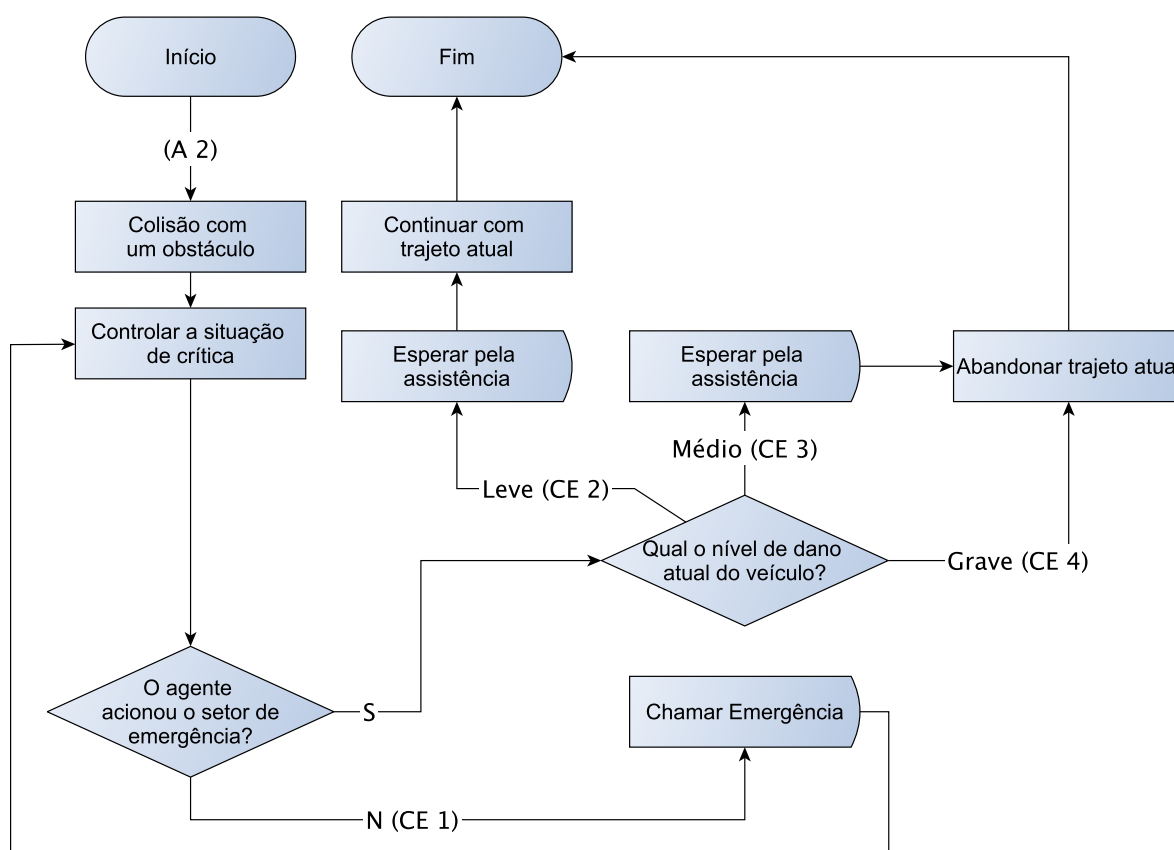 Início
Fim
(A 2)
Colisão com
um obstáculo
Continuar com
trajeto atual
Controlar a situação
de crítica
Esperar pela
assistência
Esperar pela
assistência
Abandonar trajeto atua
Médio (CE 3)
Leve (CE 2)
Qual o nível de dano
atual do veículo?
Grave (CE 4)
O agente
acionou o setor de
emergência?
S
Chamar Emergência
N (CE 1)